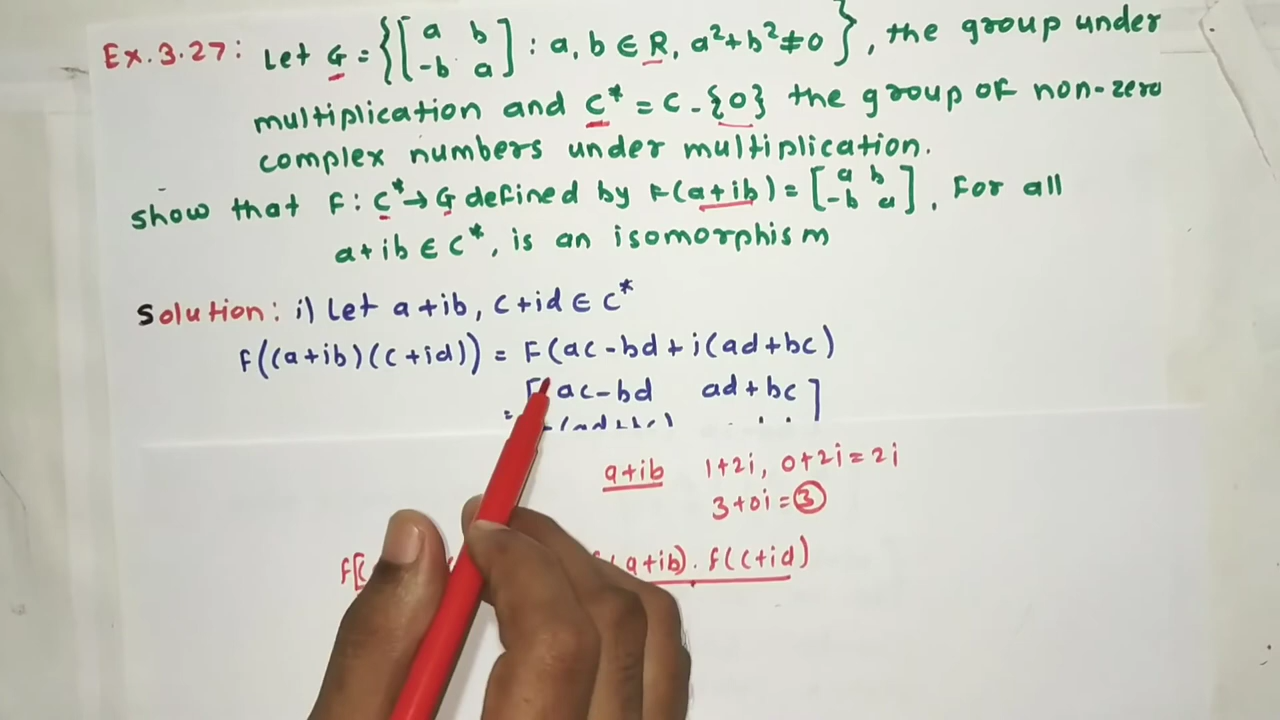 Ex.3.27: Let G = {[a b -b a] : a, b ∈ R, a²+b² ≠ 0}, the group under
multiplication and C* = C - {0} the group of non-zero
complex numbers under multiplication.
show that F: C* → G defined by F(a+ib) = [a b -b a], For all
a+ib ∈ C*, is an isomorphism
Solution: i) Let a+ib, c+id ∈ C*
F((a+ib)(c+id)) = F(ac-bd+i(ad+bc)
[ac-bd ad+bc]
=
a+ib 1+2i, 0+2i = 2i
3+0i = 3
f[ (a+ib). f(c+id)